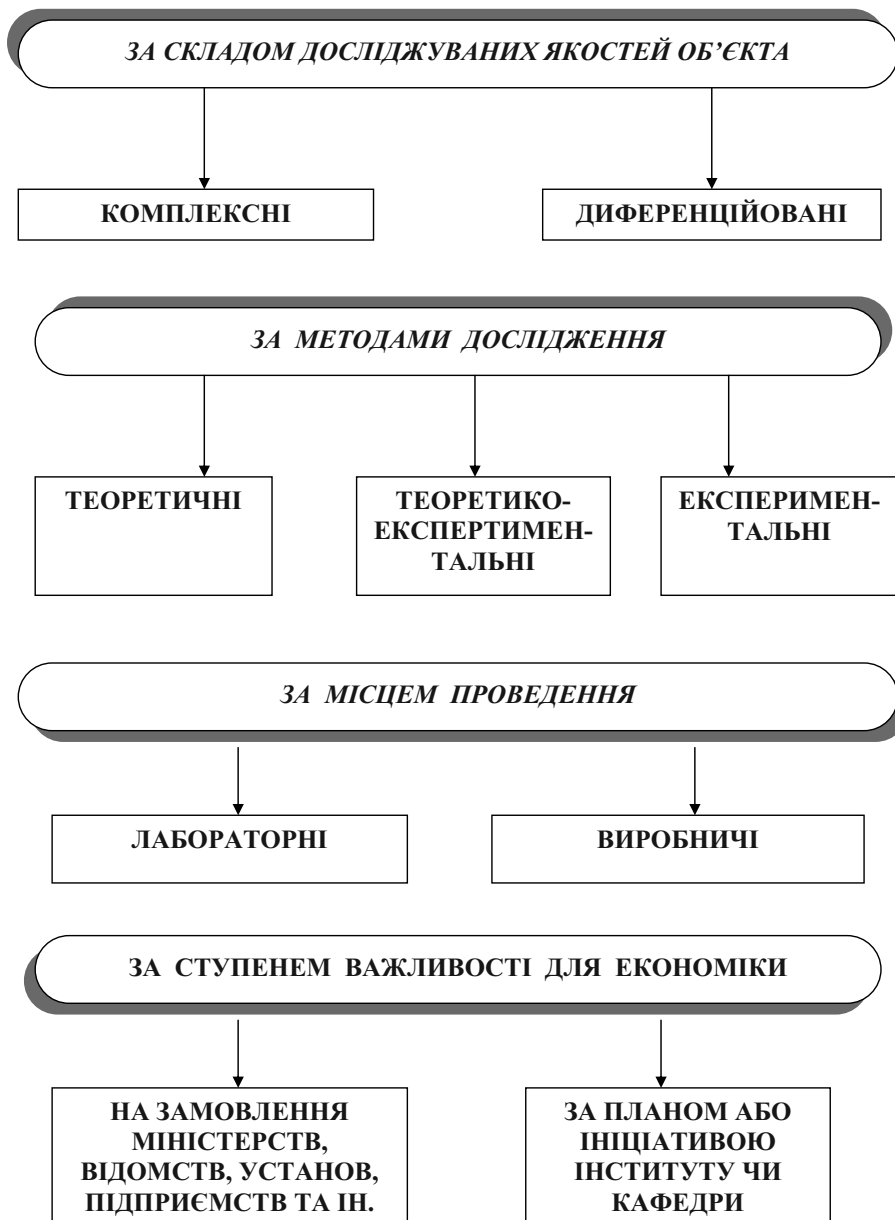 ЗА СКЛАДОМ ДОСЛІДЖУВАНИХ ЯКОСТЕЙ ОБ’ЄКТА
КОМПЛЕКСНІ
ДИФЕРЕНЦІЙОВАНІ
ЗА МЕТОДАМИ ДОСЛІДЖЕННЯ
ТЕОРЕТИЧНІ
ТЕОРЕТИКО-
ЕКСПЕРТИМЕН-
ТАЛЬНІ
ЕКСПЕРИМЕН-
ТАЛЬНІ
ЗА МІСЦЕМ ПРОВЕДЕННЯ
ЛАБОРАТОРНІ
ВИРОБНИЧІ
ЗА СТУПЕНЕМ ВАЖЛИВОСТІ ДЛЯ ЕКОНОМІКИ
НА ЗАМОВЛЕННЯ
МІНІСТЕРСТВ,
ВІДОМСТВ, УСТАНОВ,
ПІДПРИЄМСТВ ТА ІН.
ЗА ПЛАНОМ АБО
ІНІЦІАТИВОЮ
ІНСТИТУТУ ЧИ
КАФЕДРИ